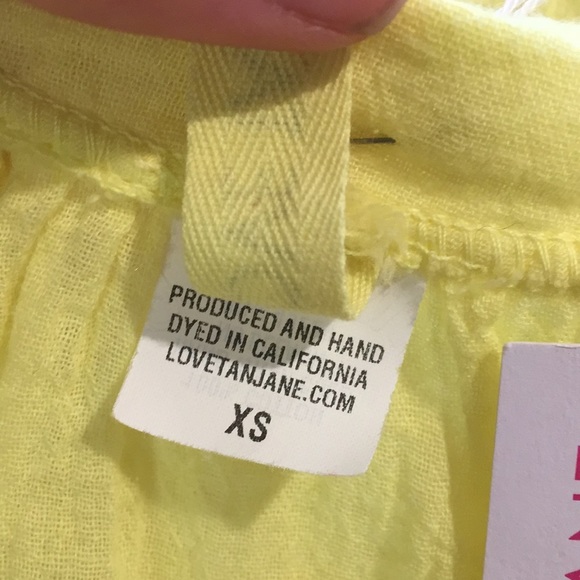 PRODUCED AND HAND
DYED IN CALIFORNIA
LOVETANJANE.COM
XS